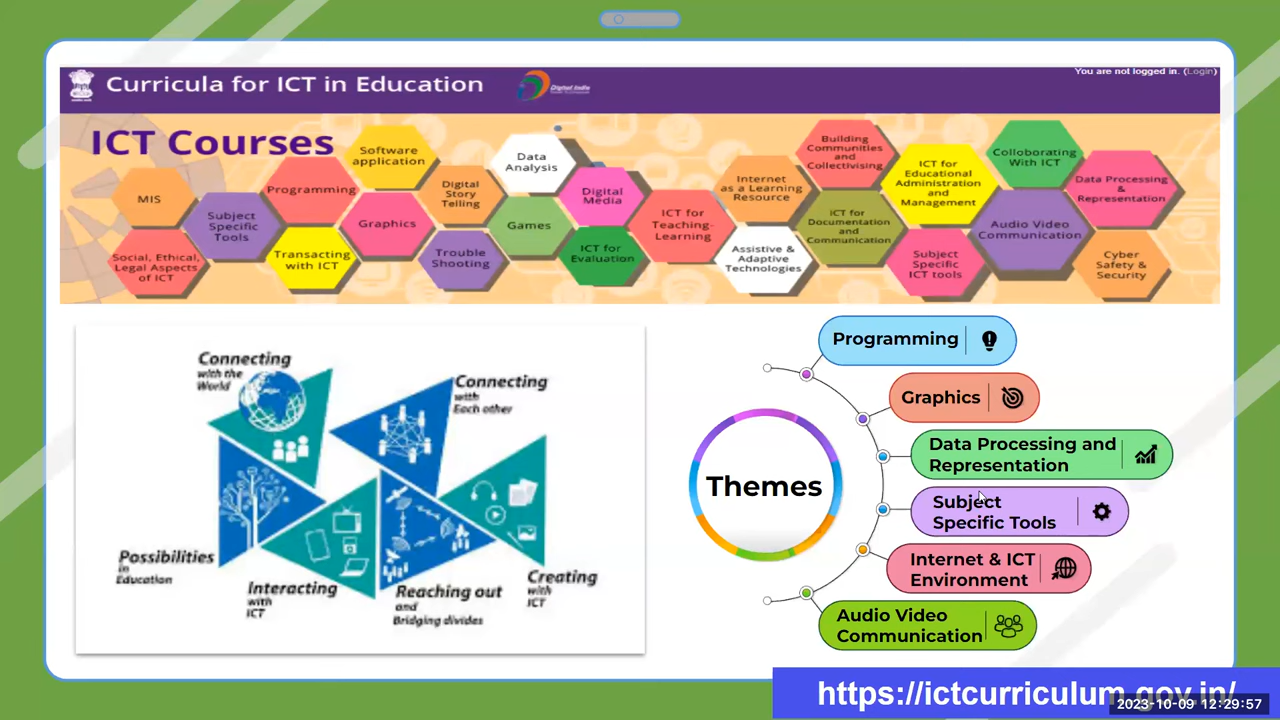 You are not logged in. (Login)
Curricula for ICT in Education
Digital India
ICT Courses
MIS
Social, Ethical,
Legal Aspects
of ICT
Subject
Specific
Tools
Programming
Transacting
with ICT
Software
application
Graphics
Digital
Story
Telling
Trouble
Shooting
Data
Analysis
Games
Digital
Media
ICT for
Evaluation
ICT for
Teaching-
Learning
Internet
as a Learning
Resource
Assistive &
Adaptive
Technologies
Building
Communities
and
Collectivising
ICT for
Documentation
and
Communication
ICT for
Educational
Administration
and
Management
Subject
Specific
ICT tools
Colloborating
With ICT
Audio Video
Communication
Data Processing
&
Representation
Cyber
Safety &
Security
Connecting
with the
World
Connecting
with
Each other
Possibilities
in
Education
Interacting
with
ICT
Reaching out
and
Bridging divides
Creating
with
ICT
Themes
Programming
Graphics
Data Processing and
Representation
Subject
Specific Tools
Internet & ICT
Environment
Audio Video
Communication
https://ictcurriculum.gov.in/
2023-10-09 12:29:57